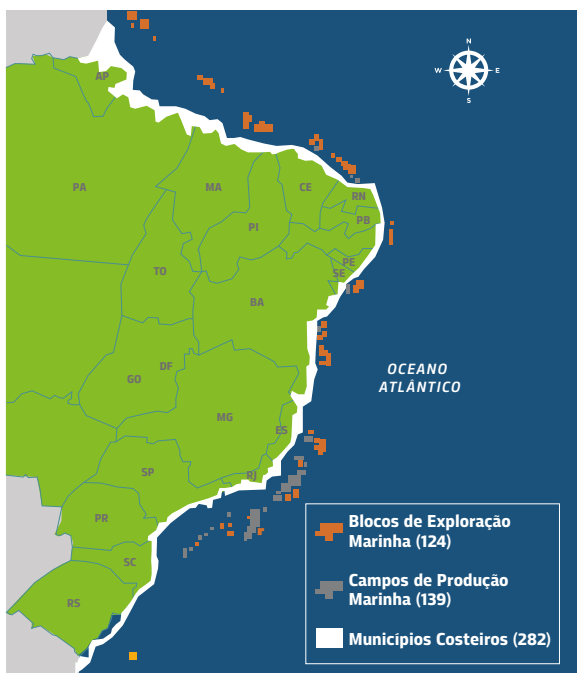 N
W E
S
AP
PA
MA
CE
RN
PB
PI
PE
SE
TO
BA
OCEANO
ATLÂNTICO
DF
GO
MG
ES
SP
RJ
PR
SC
RS
Blocos de Exploração
Marinha (124)
Campos de Produção
Marinha (139)
Municípios Costeiros (282)